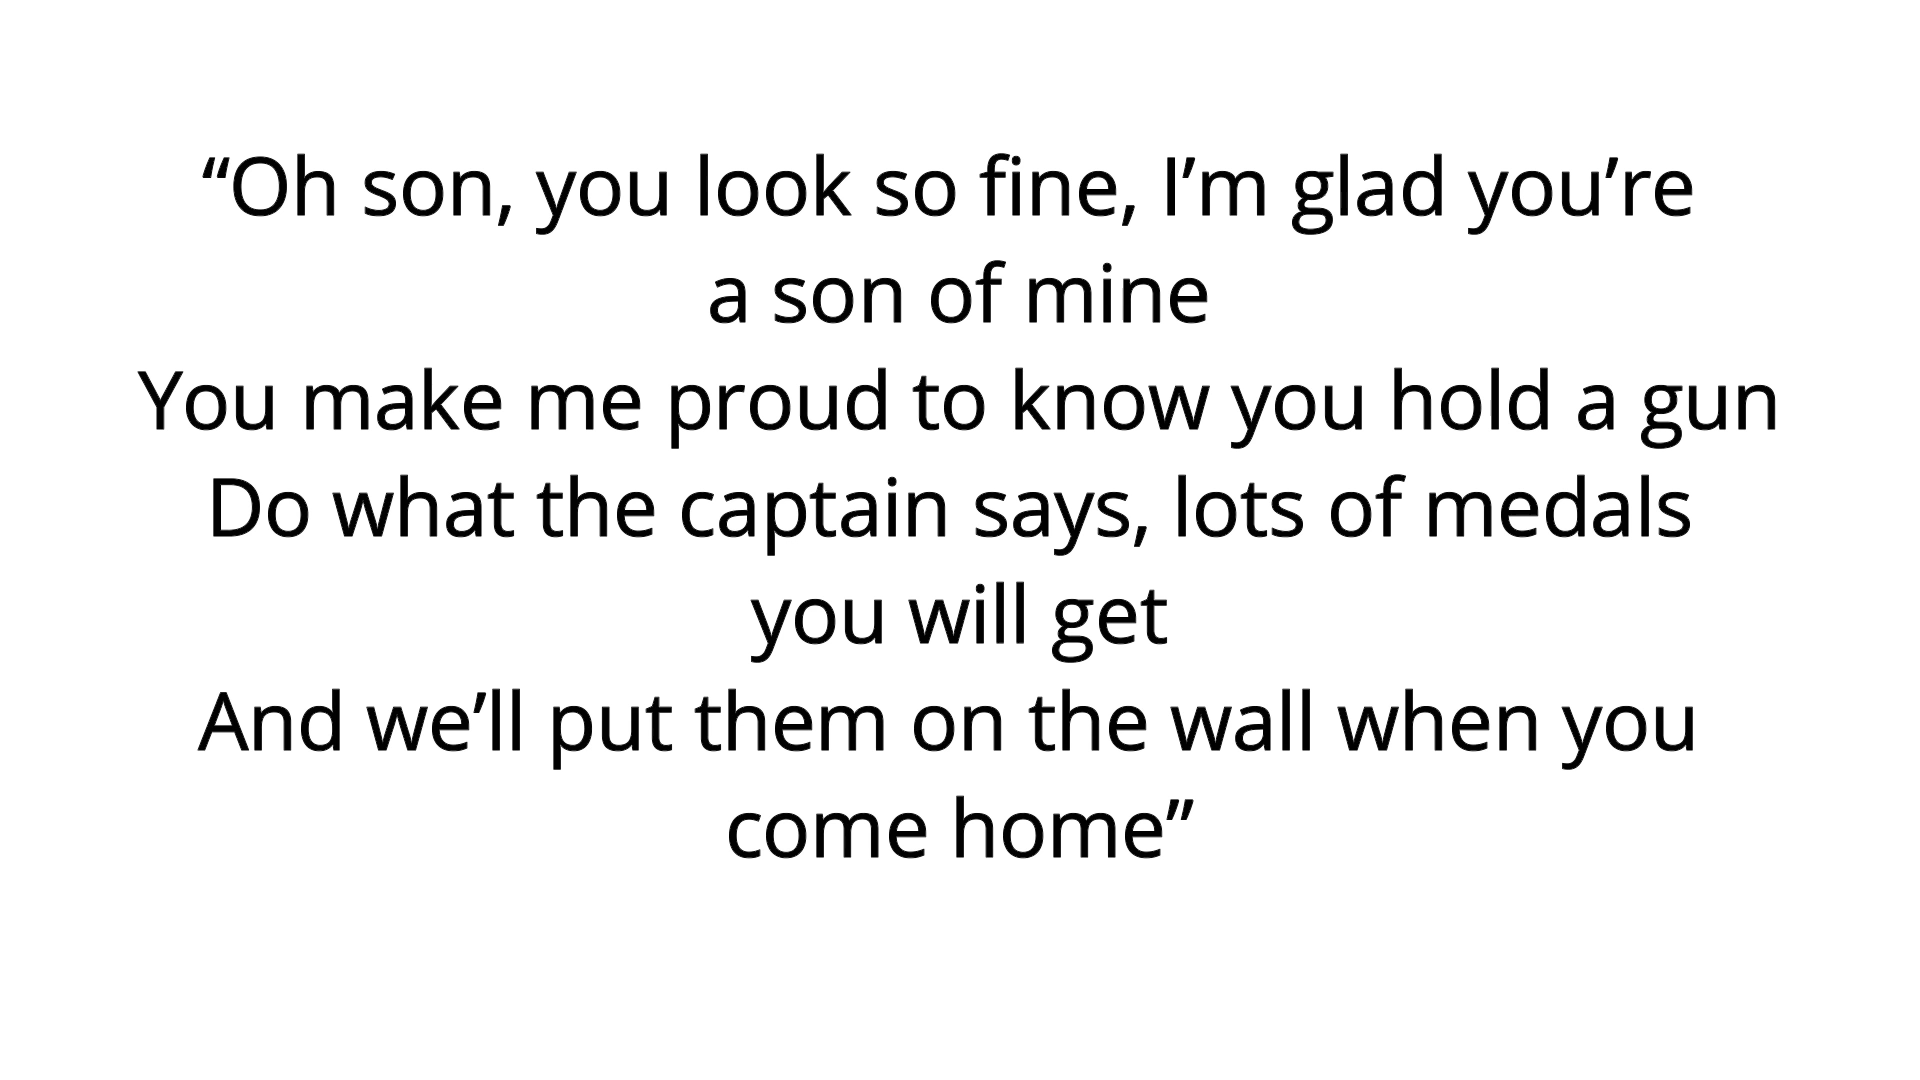 “Oh son, you look so fine, I’m glad you’re
a son of mine
You make me proud to know you hold a gun
Do what the captain says, lots of medals
you will get
And we’ll put them on the wall when you
come home”